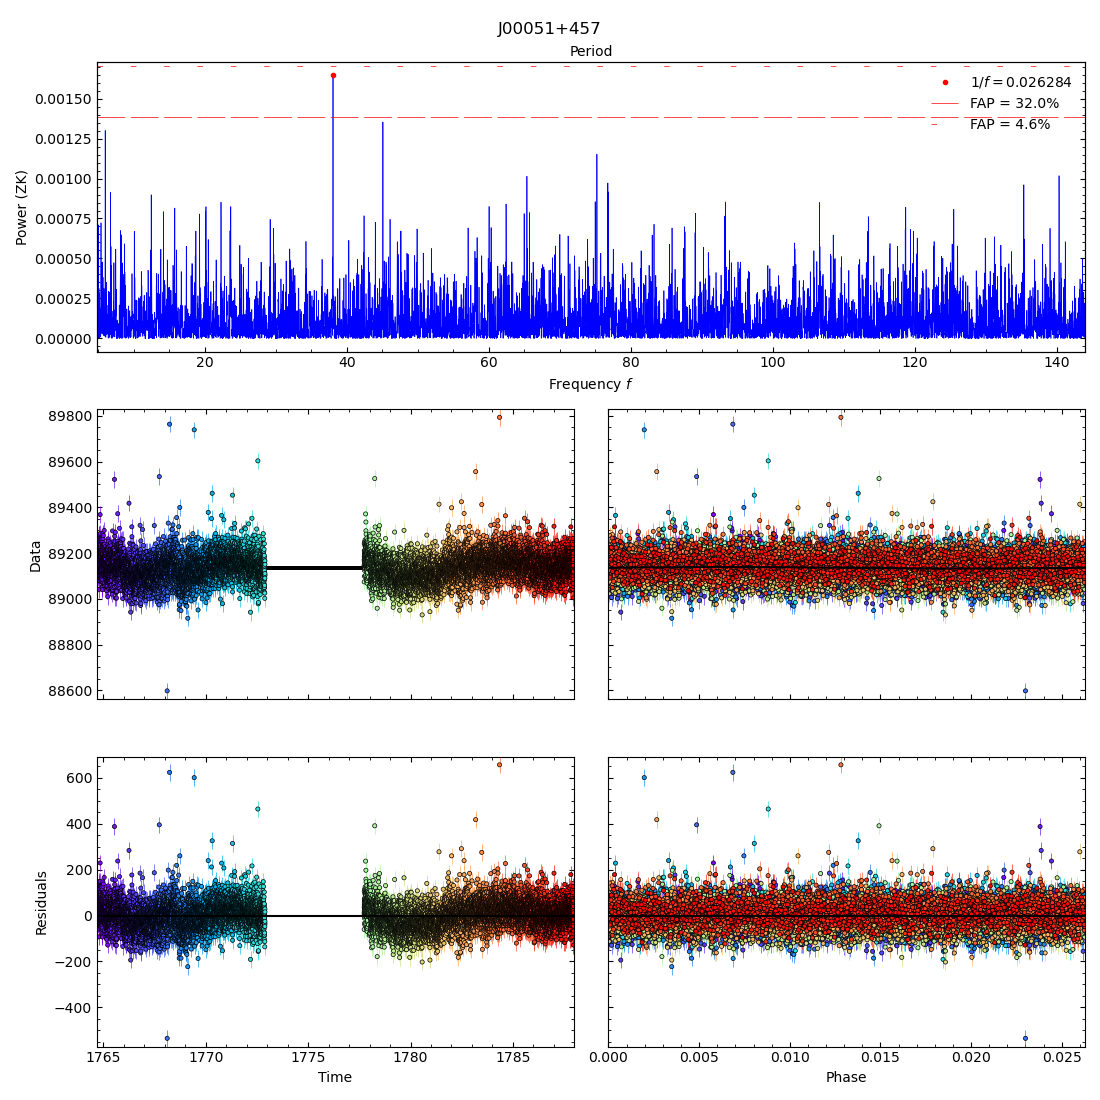 J00051+457
Period
1/f = 0.026284
FAP = 32.0%
FAP = 4.6%
Power (ZK)
0.00150
0.00125
0.00100
0.00075
0.00050
0.00025
0.00000
20 40 60 80 100 120 140
Frequency f
Data
89800
89600
89400
89200
89000
88800
88600
Residuals
600
400
200
0
−200
−400
1765 1770 1775 1780 1785
Time
0.000 0.005 0.010 0.015 0.020 0.025
Phase